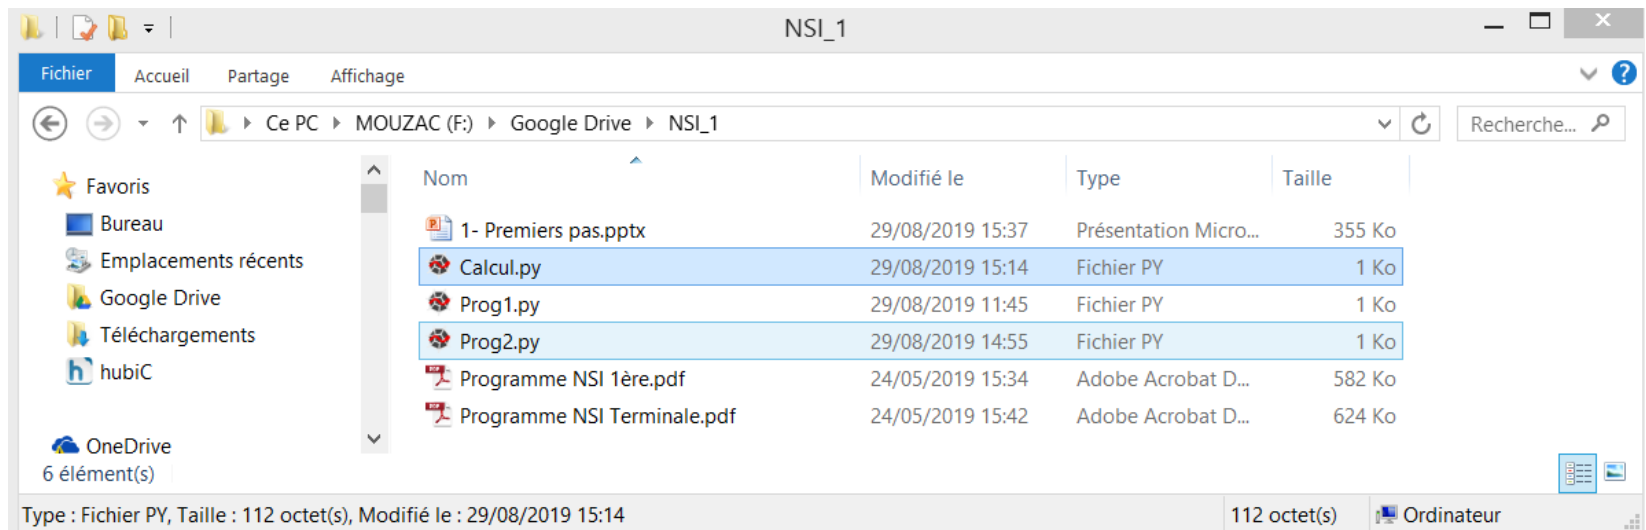 NSI_1
Fichier Accueil Partage Affichage
Ce PC MOUZAC (F:) Google Drive NSI_1 Recherche...
Favoris
Bureau
Emplacements récents
Google Drive
Téléchargements
hubiC
OneDrive
Nom Modifié le Type Taille
1- Premiers pas.pptx 29/08/2019 15:37 Présentation Micro... 355 Ko
Calcul.py 29/08/2019 15:14 Fichier PY 1 Ko
Prog1.py 29/08/2019 11:45 Fichier PY 1 Ko
Prog2.py 29/08/2019 14:55 Fichier PY 1 Ko
Programme NSI 1ère.pdf 24/05/2019 15:34 Adobe Acrobat D... 582 Ko
Programme NSI Terminale.pdf 24/05/2019 15:42 Adobe Acrobat D... 624 Ko
6 élément(s)
Type : Fichier PY, Taille : 112 octet(s), Modifié le : 29/08/2019 15:14 112 octet(s) Ordinateur